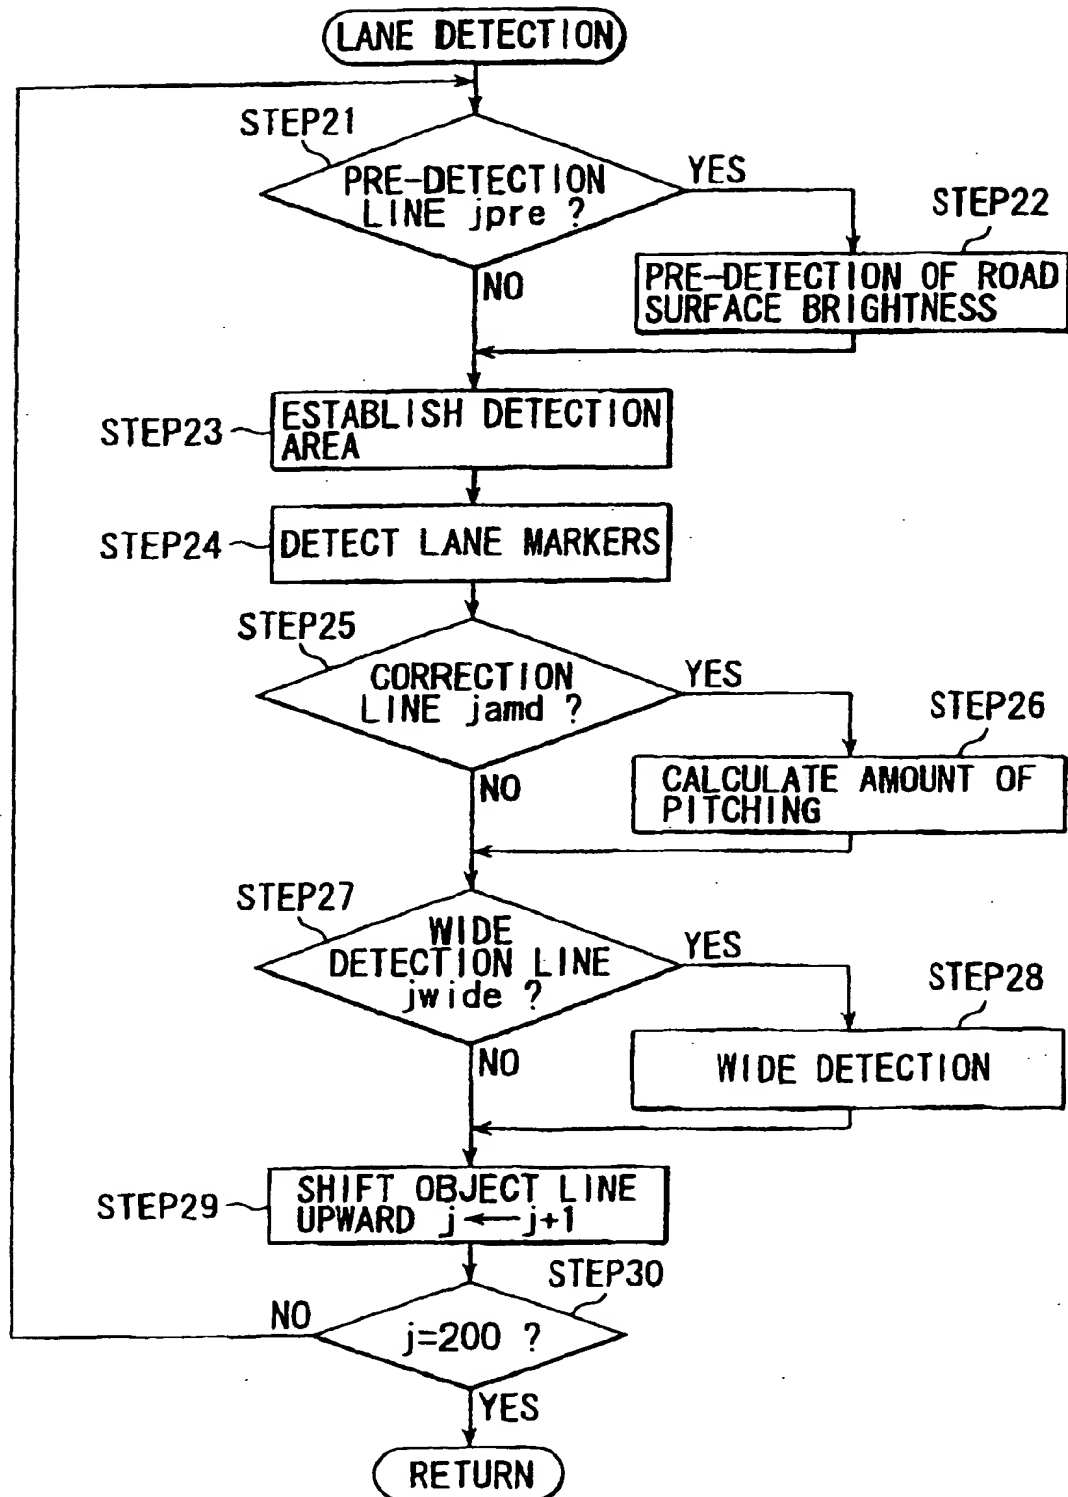 LANE DETECTION
STEP21
PRE-DETECTION
LINE jpre ?
YES
NO
STEP22
PRE-DETECTION OF ROAD
SURFACE BRIGHTNESS
STEP23
ESTABLISH DETECTION
AREA
STEP24
DETECT LANE MARKERS
STEP25
CORRECTION
LINE jamd ?
YES
NO
STEP26
CALCULATE AMOUNT OF
PITCHING
STEP27
WIDE
DETECTION LINE
jwide ?
YES
NO
STEP28
WIDE DETECTION
STEP29
SHIFT OBJECT LINE
UPWARD j ← j+1
STEP30
j=200 ?
NO
YES
RETURN